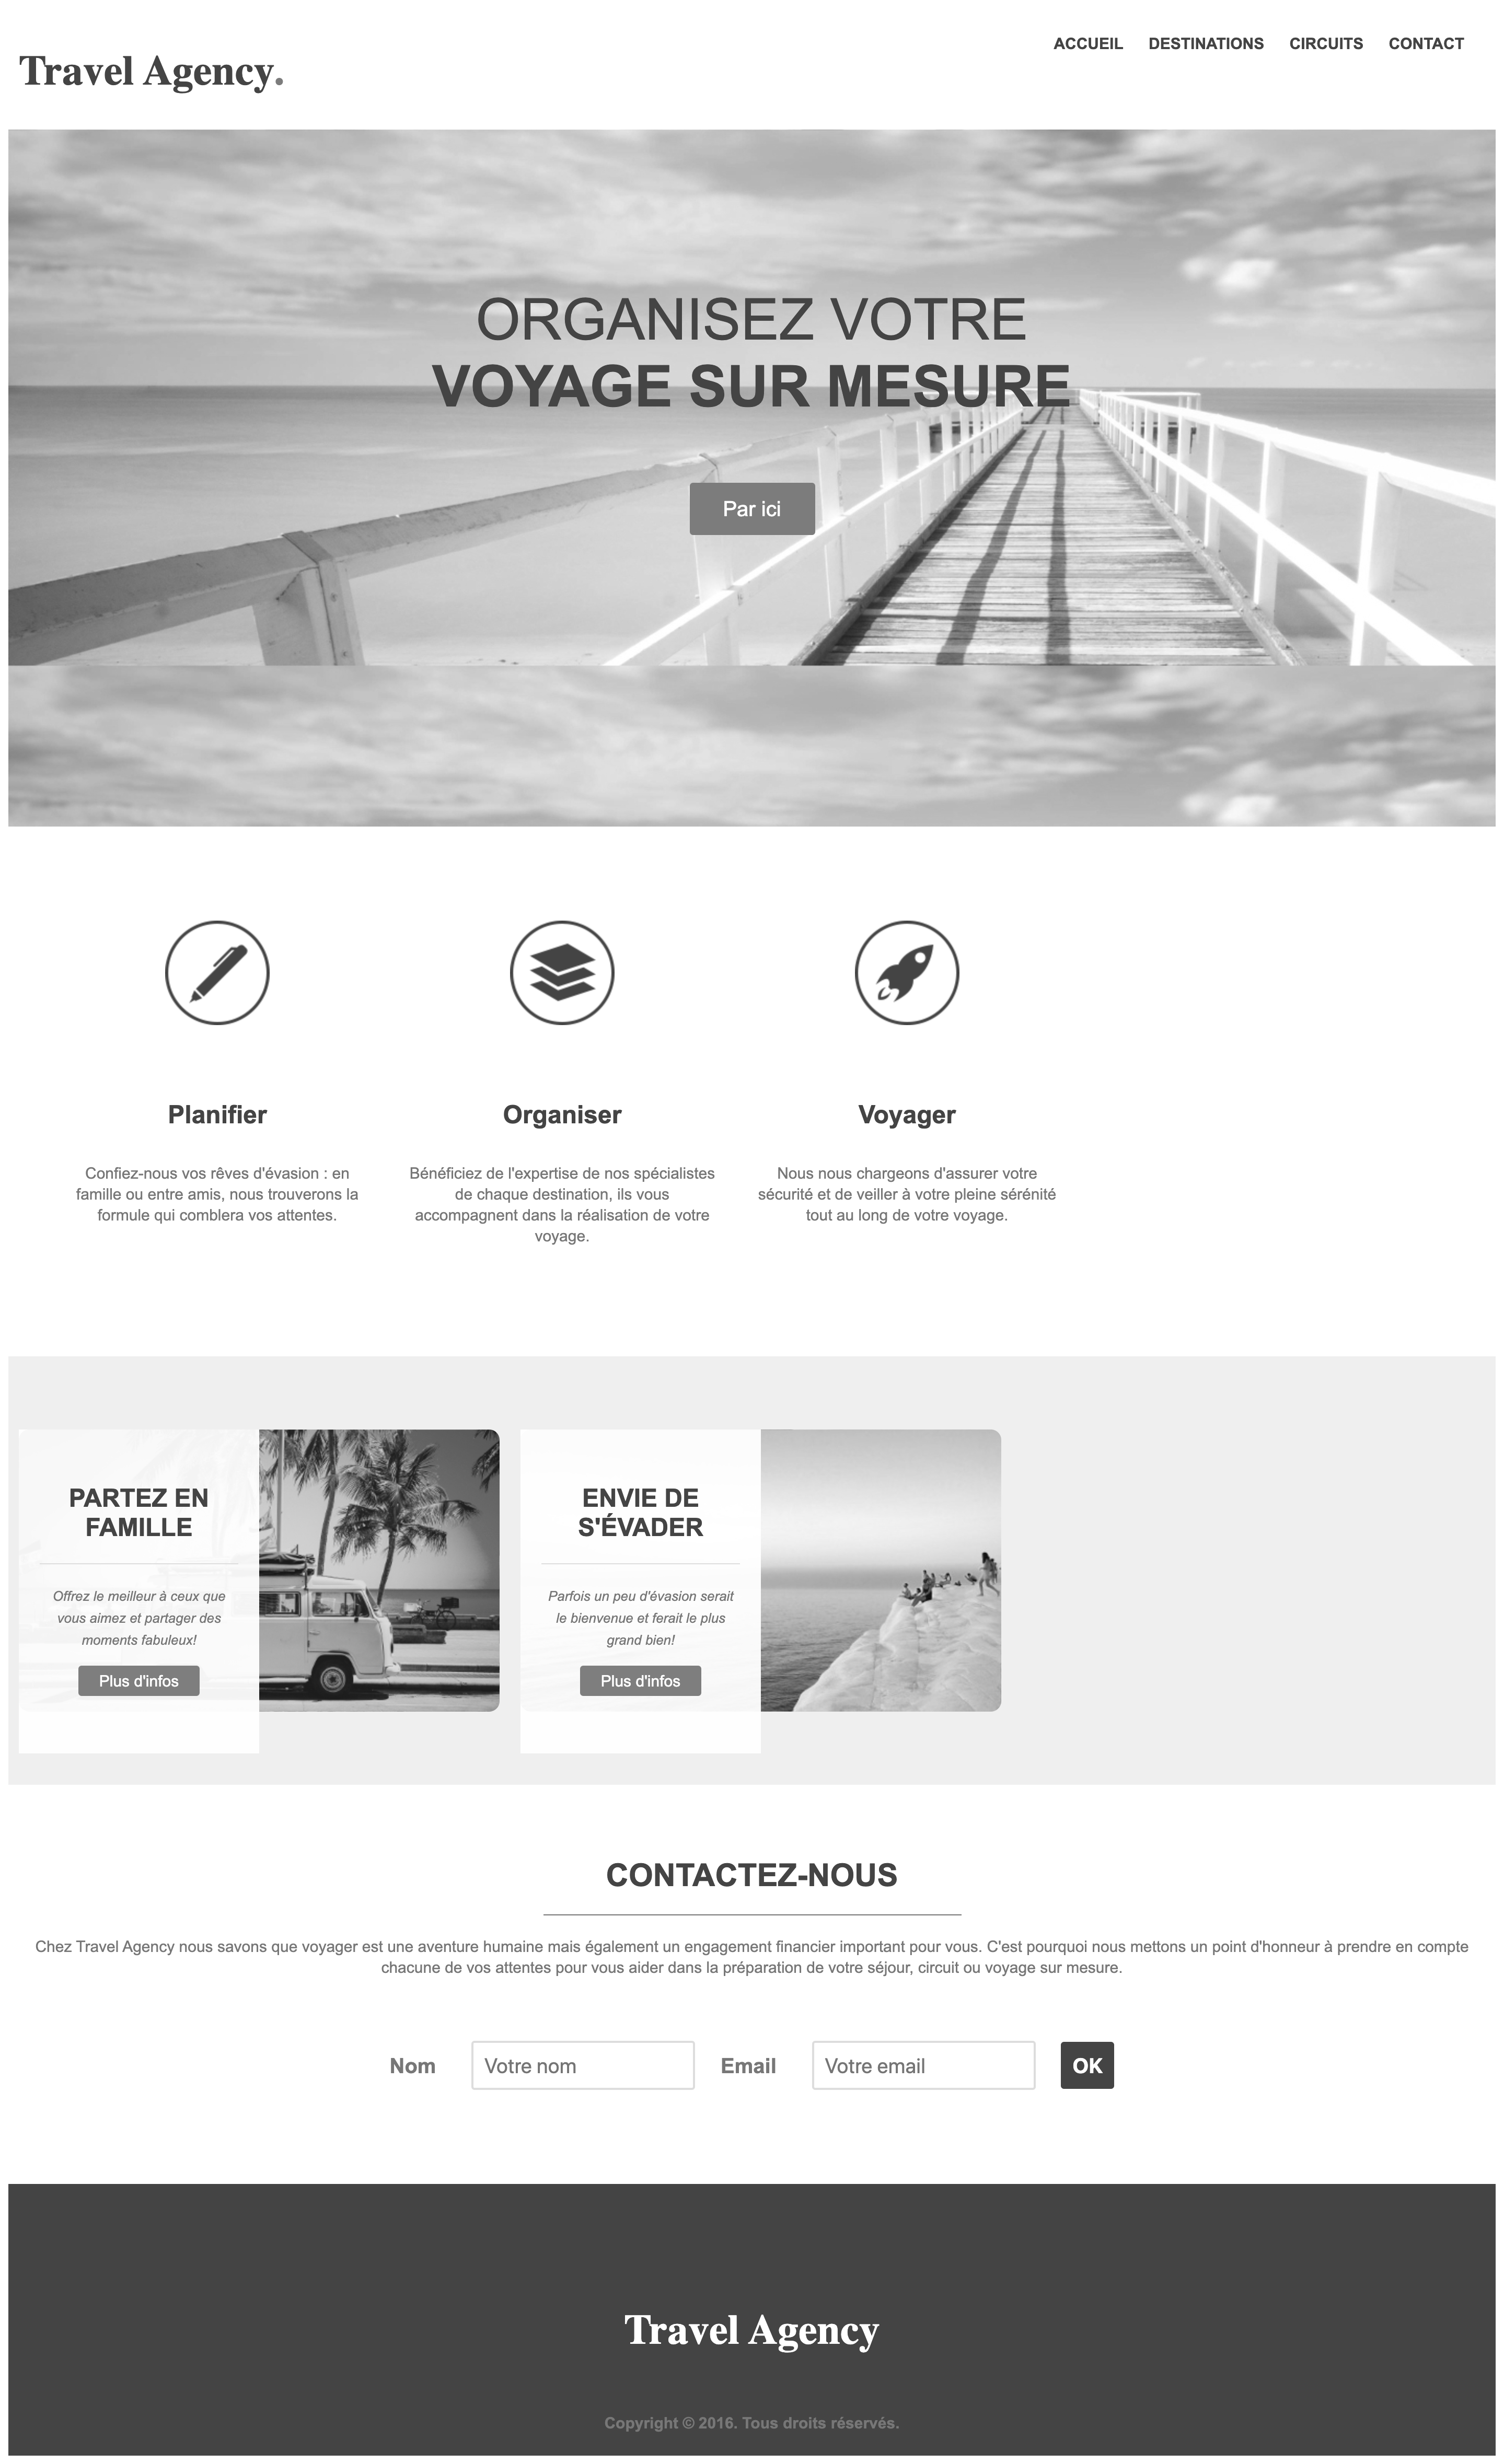 Travel Agency.
ACCUEIL DESTINATIONS CIRCUITS CONTACT
ORGANISEZ VOTRE
VOYAGE SUR MESURE
Par ici
Planifier
Confiez-nous vos rêves d'évasion : en
famille ou entre amis, nous trouverons la
formule qui comblera vos attentes.
Organiser
Bénéficiez de l'expertise de nos spécialistes
de chaque destination, ils vous
accompagnent dans la réalisation de votre
voyage.
Voyager
Nous nous chargeons d'assurer votre
sécurité et de veiller à votre pleine sérénité
tout au long de votre voyage.
PARTEZ EN
FAMILLE
Offrez le meilleur à ceux que
vous aimez et partager des
moments fabuleux!
Plus d'infos
ENVIE DE
S'ÉVADER
Parfois un peu d'évasion serait
le bienvenue et ferait le plus
grand bien!
Plus d'infos
CONTACTEZ-NOUS
Chez Travel Agency nous savons que voyager est une aventure humaine mais également un engagement financier important pour vous. C'est pourquoi nous mettons un point d'honneur à prendre en compte
chacune de vos attentes pour vous aider dans la préparation de votre séjour, circuit ou voyage sur mesure.
Nom Votre nom Email Votre email OK
Travel Agency
Copyright © 2016. Tous droits réservés.